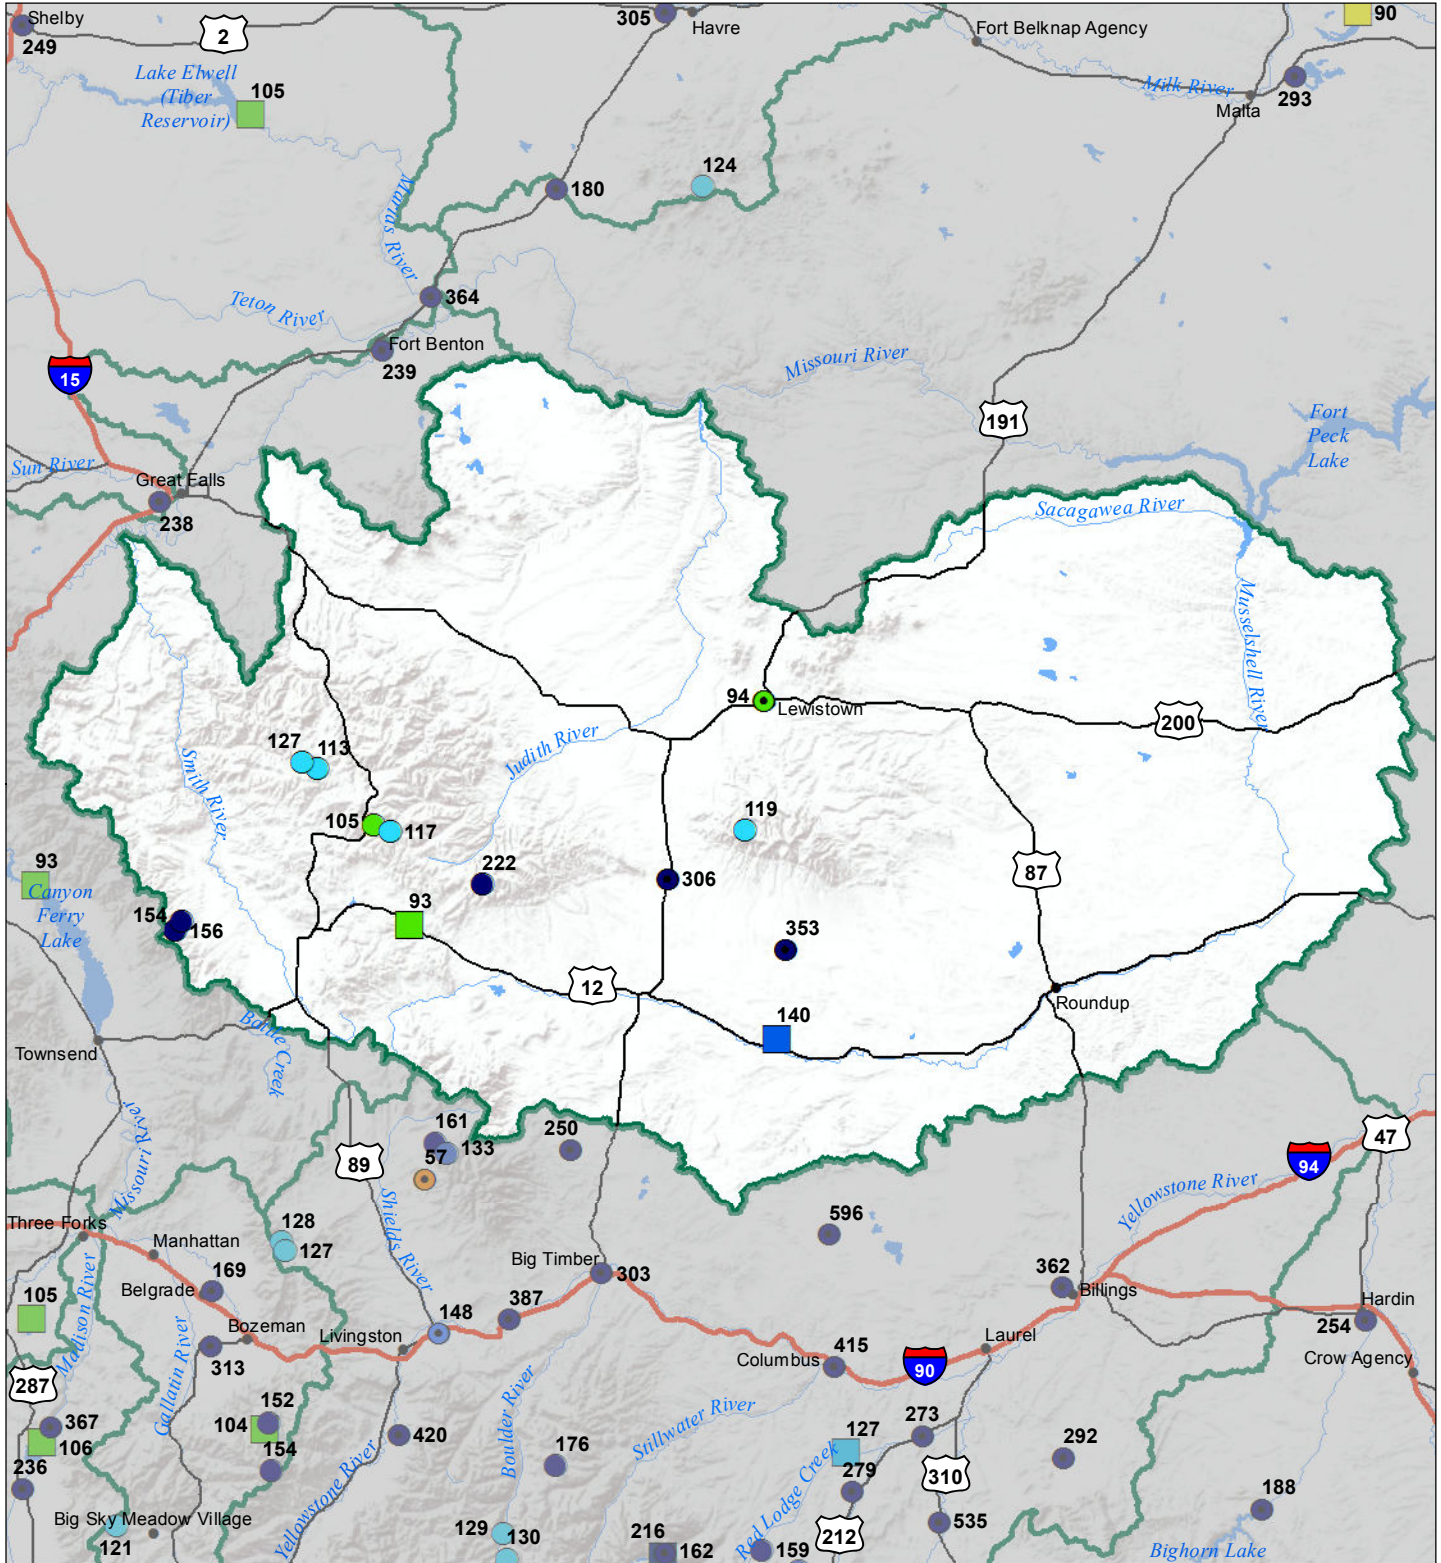 Shelby
249
2
305
Havre
Fort Belknap Agency
90
Lake Elwell
(Tiber
Reservoir)
105
Milk River
Malta
293
124
180
Marias River
364
Teton River
Fort Benton
239
15
Missouri River
191
Fort
Peck
Lake
Sun River
Great Falls
238
Sacagawea River
Musselshell River
94
Lewistown
200
127
113
Judith River
Smith River
105
117
119
222
306
87
93
Canyon
Ferry
Lake
93
154
156
353
12
Roundup
140
Battle Creek
Townsend
Missouri River
161
133
250
57
89
47
94
Yellowstone River
Shields River
Three Forks
128
127
Manhattan
596
Big Timber
303
169
Belgrade
362
Billings
105
Madison River
Bozeman
313
Livingston
148
387
Hardin
254
Laurel
Columbus
415
90
Crow Agency
287
Gallatin River
152
104
154
367
106
236
420
Boulder River
176
Stillwater River
127
273
279
310
292
Yellowstone River
Red Lodge Creek
188
Big Sky Meadow Village
121
129
130
216
162
159
212
535
Bighorn Lake